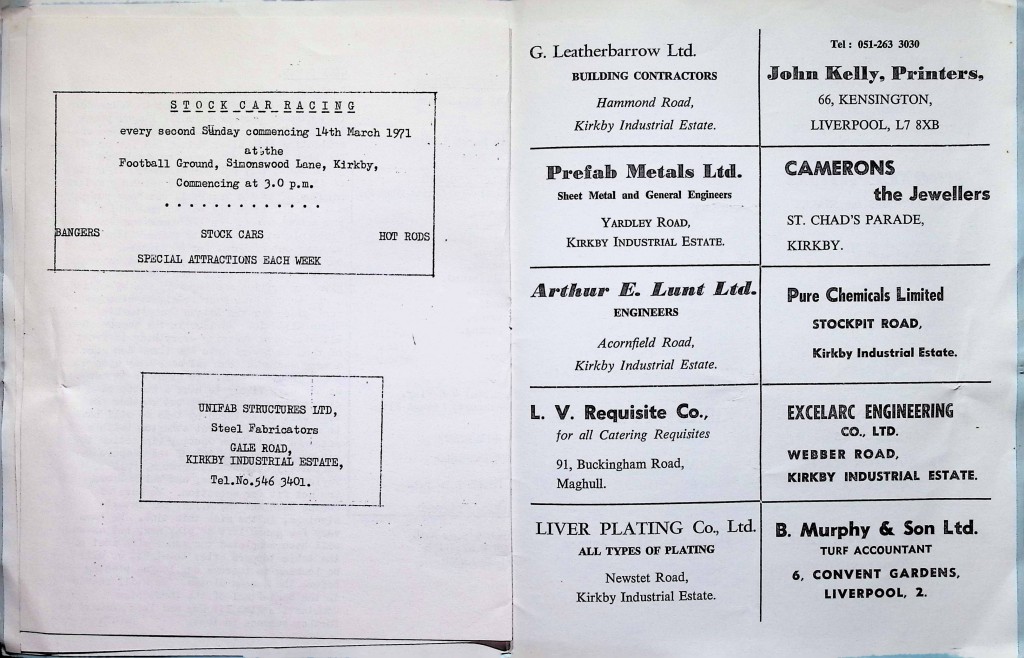 STOCK CAR RACING
every second Sunday commencing 14th March 1971
at the
Football Ground, Simonswood Lane, Kirkby,
Commencing at 3.0 p.m.
. . . . . . . . . . . . .
BANGERS STOCK CARS HOT RODS
SPECIAL ATTRACTIONS EACH WEEK
UNIFAB STRUCTURES LTD,
Steel Fabricators
GALE ROAD,
KIRKBY INDUSTRIAL ESTATE,
Tel.No.546 3401.
G. Leatherbarrow Ltd.
BUILDING CONTRACTORS
Hammond Road,
Kirkby Industrial Estate.
Tel: 051-263 3030
John Kelly, Printers,
66, KENSINGTON,
LIVERPOOL, L7 8XB
Prefab Metals Ltd.
Sheet Metal and General Engineers
YARDLEY ROAD,
KIRKBY INDUSTRIAL ESTATE.
CAMERONS
the Jewellers
ST. CHAD'S PARADE,
KIRKBY.
Arthur E. Lunt Ltd.
ENGINEERS
Acornfield Road,
Kirkby Industrial Estate.
Pure Chemicals Limited
STOCKPIT ROAD,
Kirkby Industrial Estate.
L. V. Requisite Co.,
for all Catering Requisites
91, Buckingham Road,
Maghull.
EXCELARC ENGINEERING
CO., LTD.
WEBBER ROAD,
KIRKBY INDUSTRIAL ESTATE.
LIVER PLATING Co., Ltd.
ALL TYPES OF PLATING
Newstet Road,
Kirkby Industrial Estate.
B. Murphy & Son Ltd.
TURF ACCOUNTANT
6, CONVENT GARDENS,
LIVERPOOL, 2.